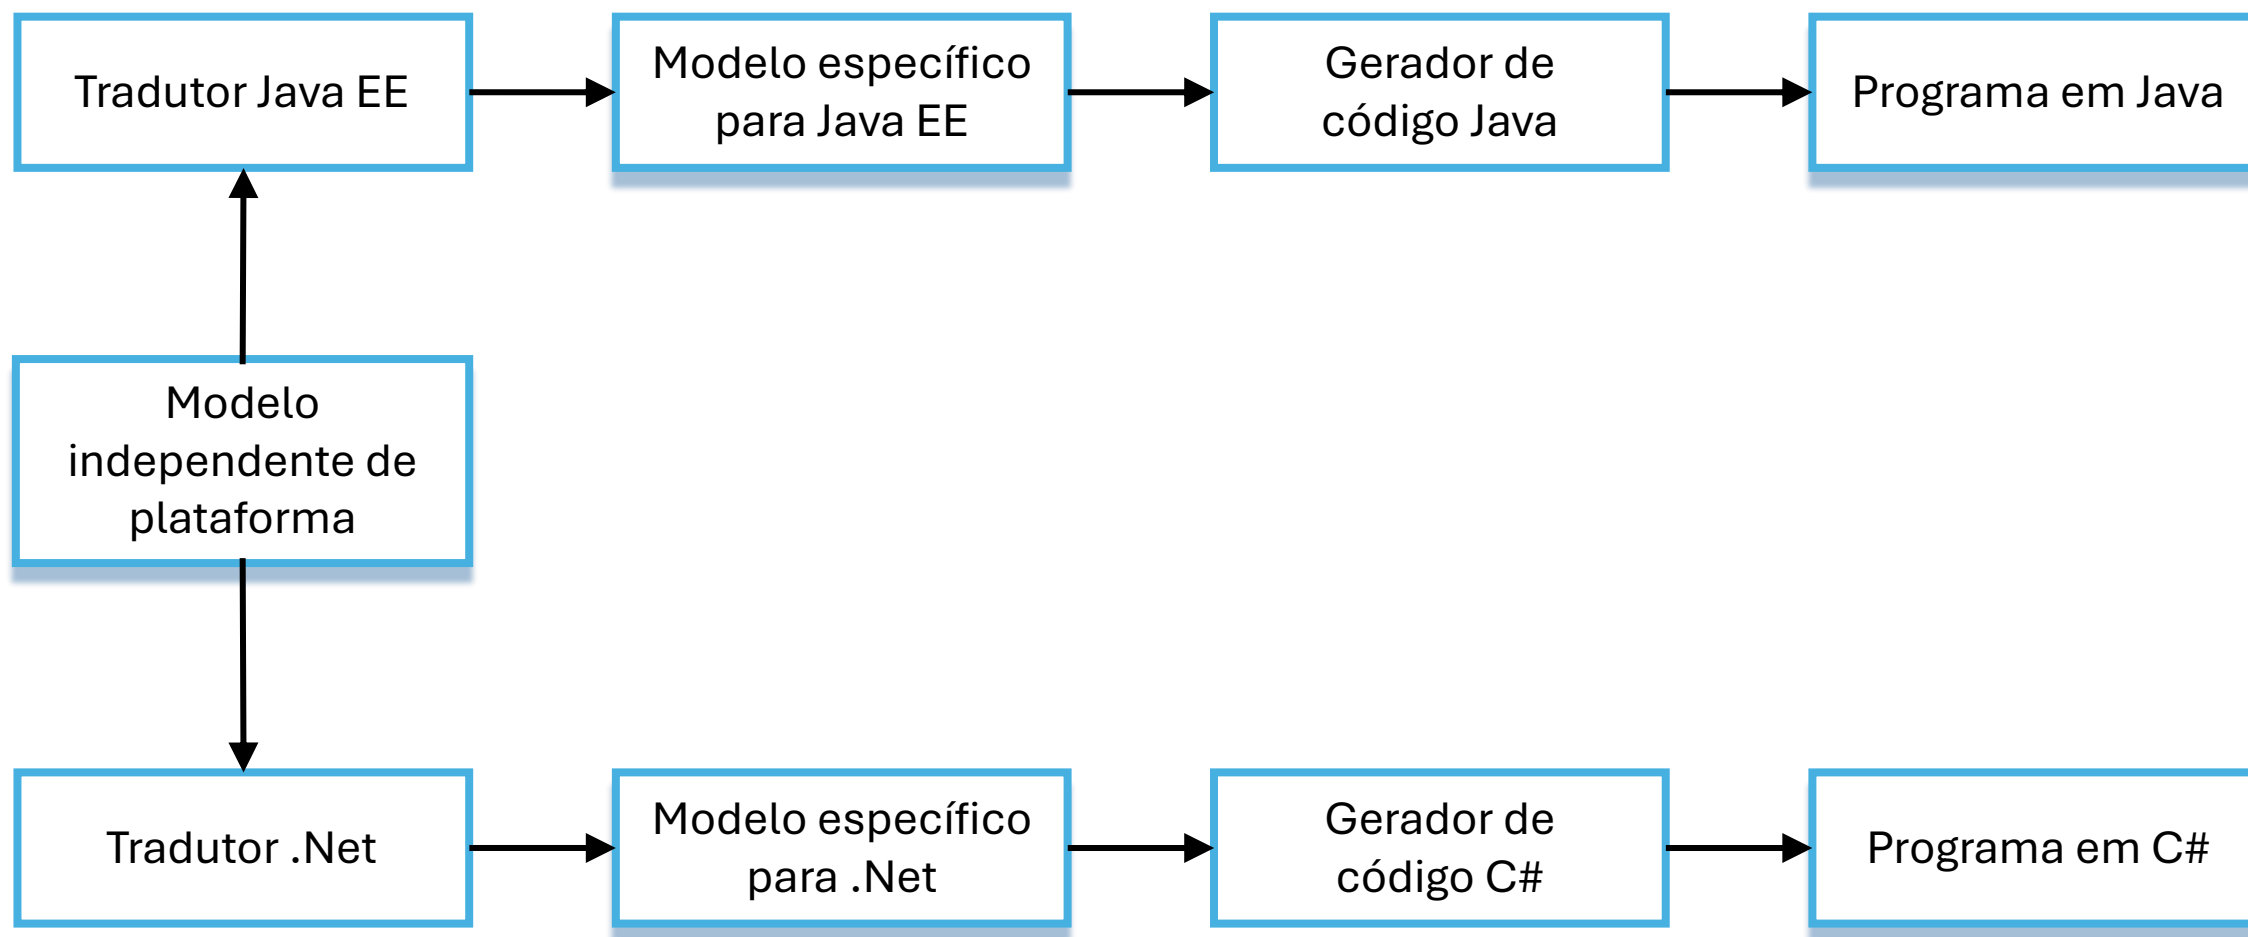 Tradutor Java EE
Modelo específico
para Java EE
Gerador de
código Java
Programa em Java
Modelo
independente de
plataforma
Tradutor .Net
Modelo específico
para .Net
Gerador de
código C#
Programa em C#